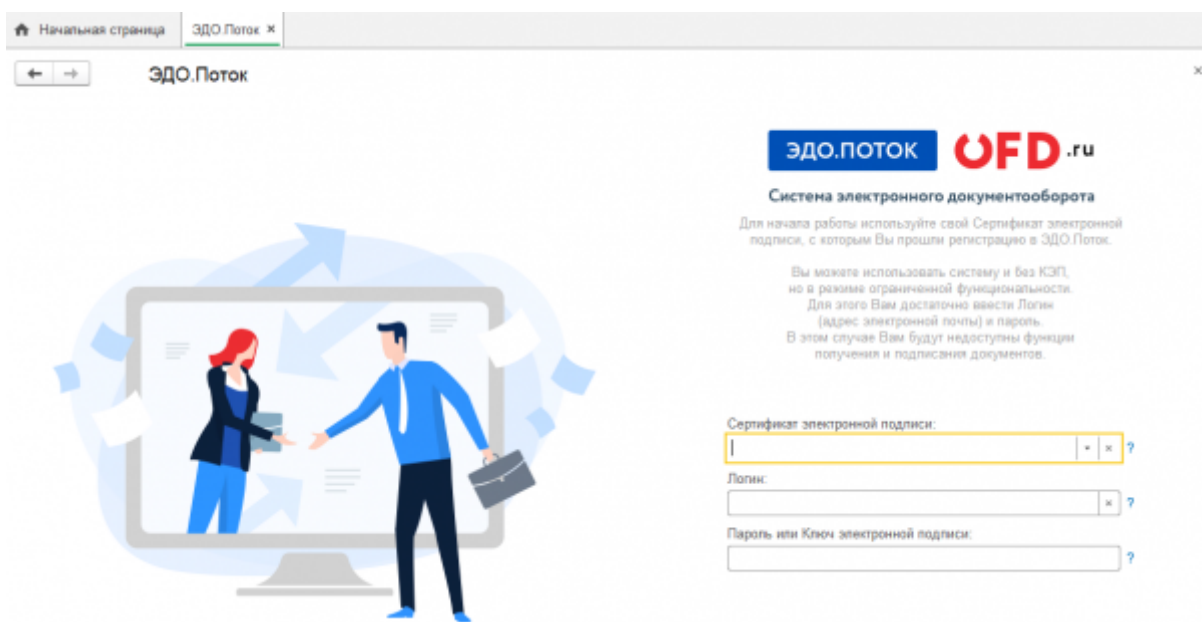 Начальная страница
ЭДО.Поток ×
ЭДО.Поток
ЭДО.ПОТОК
OFD.ru
Система электронного документооборота
Для начала работы используйте свой Сертификат электронной
подписи, с которым Вы прошли регистрацию в ЭДО.Поток.
Вы можете использовать систему и без КЭП,
но в режиме ограниченной функциональности.
Для этого Вам достаточно ввести Логин
(адрес электронной почты) и пароль.
В этом случае Вам будут недоступны функции
получения и подписания документов.
Сертификат электронной подписи:
?
Логин:
?
Пароль или Ключ электронной подписи:
?